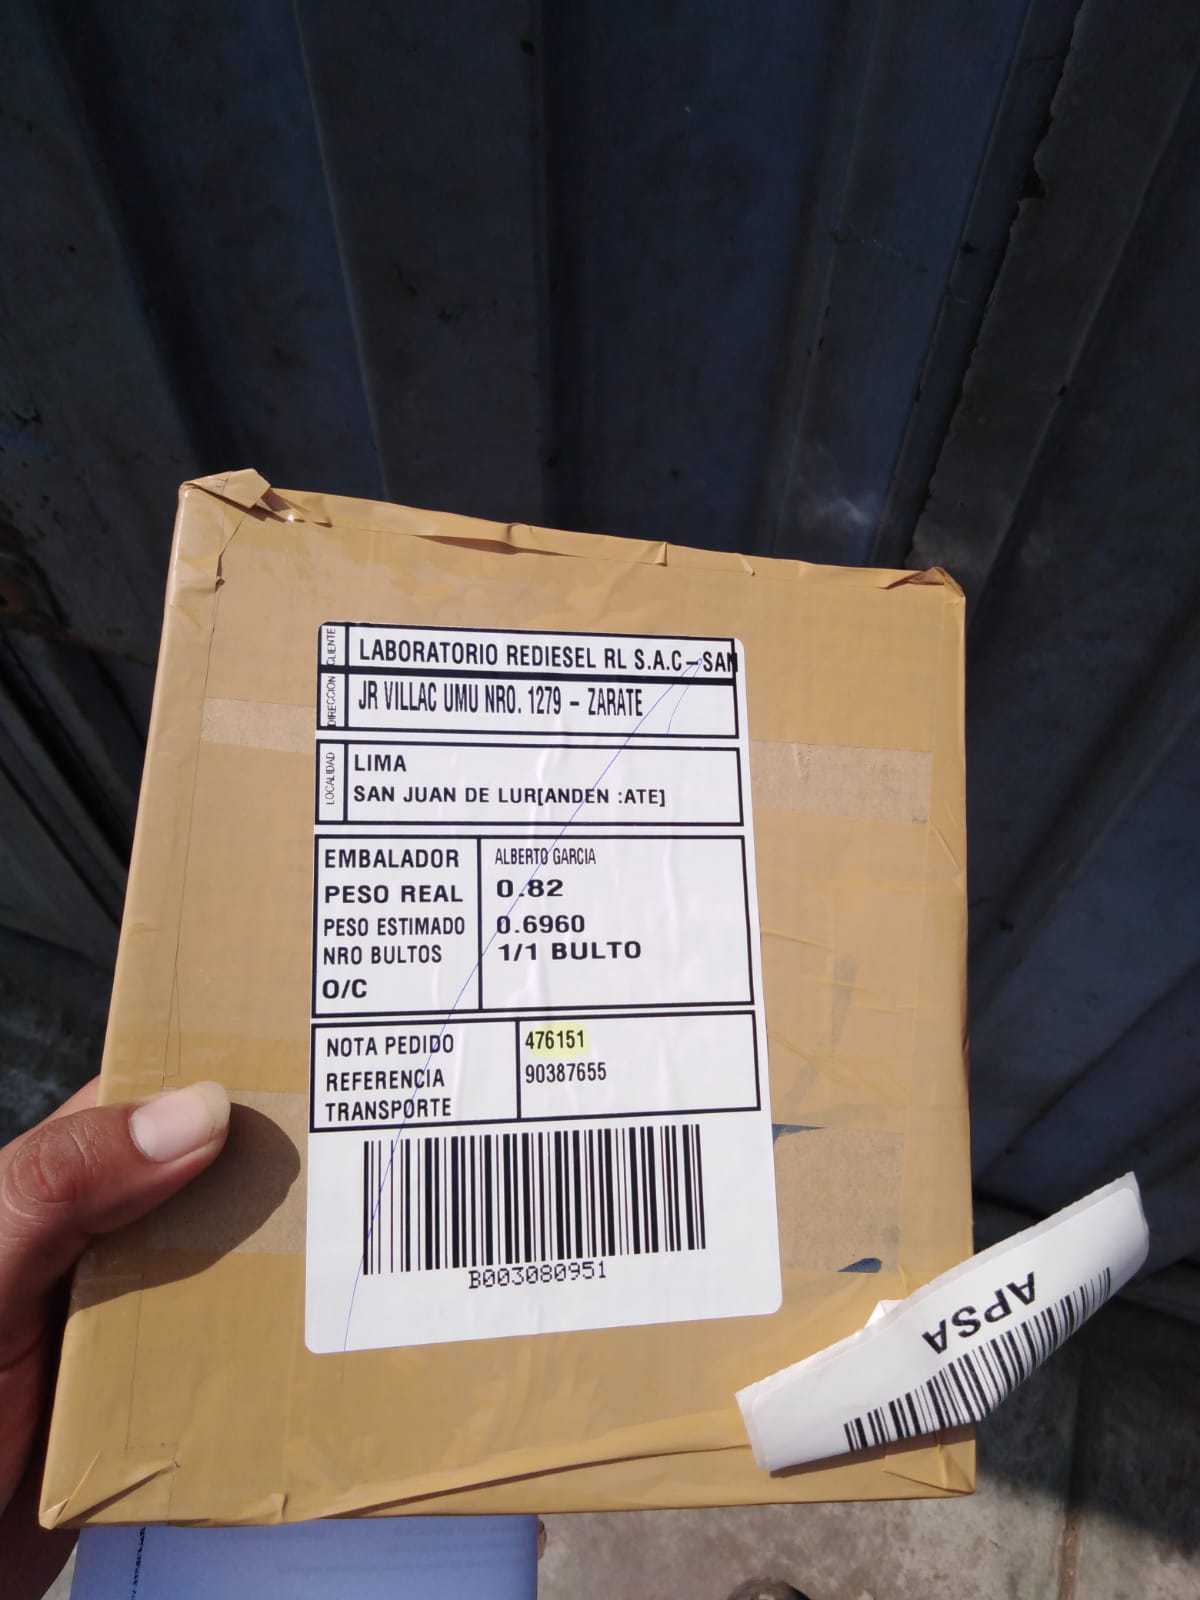 CLIENTE
LABORATORIO REDIESEL RL S.A.C-SAN
DIRECCION
JR VILLAC UMU NRO. 1279 - ZARATE
LOCALIDAD
LIMA
SAN JUAN DE LUR[ANDEN :ATE]
EMBALADOR ALBERTO GARCIA
PESO REAL 0.82
PESO ESTIMADO 0.6960
NRO BULTOS 1/1 BULTO
O/C
NOTA PEDIDO 476151
REFERENCIA 90387655
TRANSPORTE
B003080951
APSA